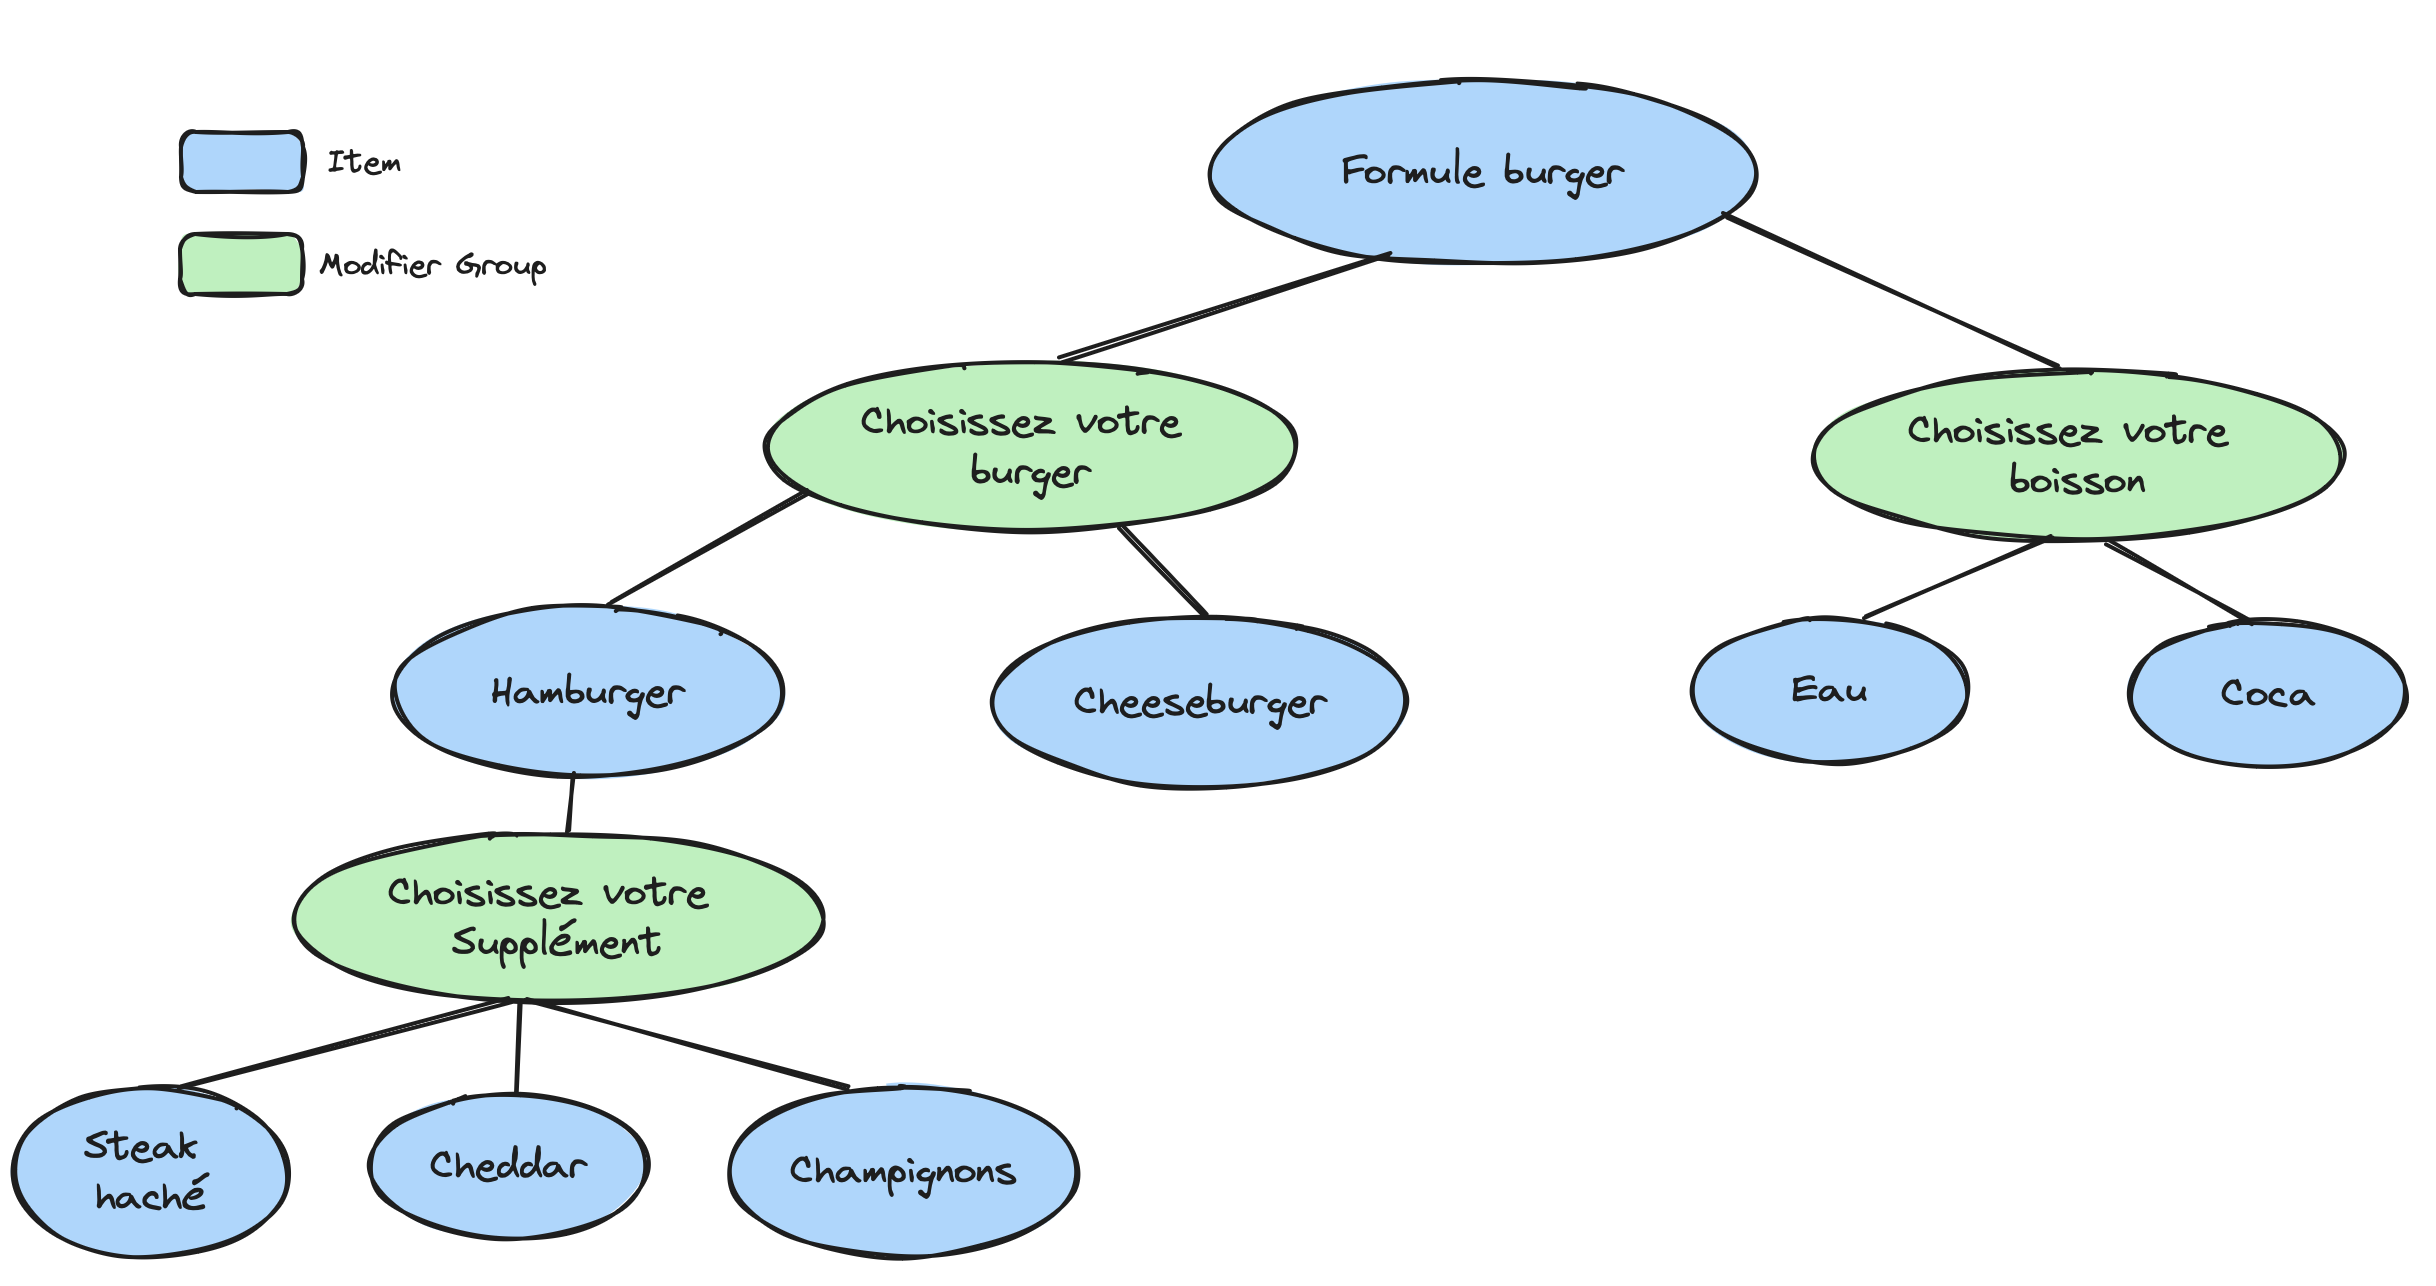 Formule burger
Item
Modifier Group
Choisissez votre
burger
Choisissez votre
boisson
Hamburger
Cheeseburger
Eau
Coca
Choisissez votre
Supplément
Steak
haché
Cheddar
Champignons